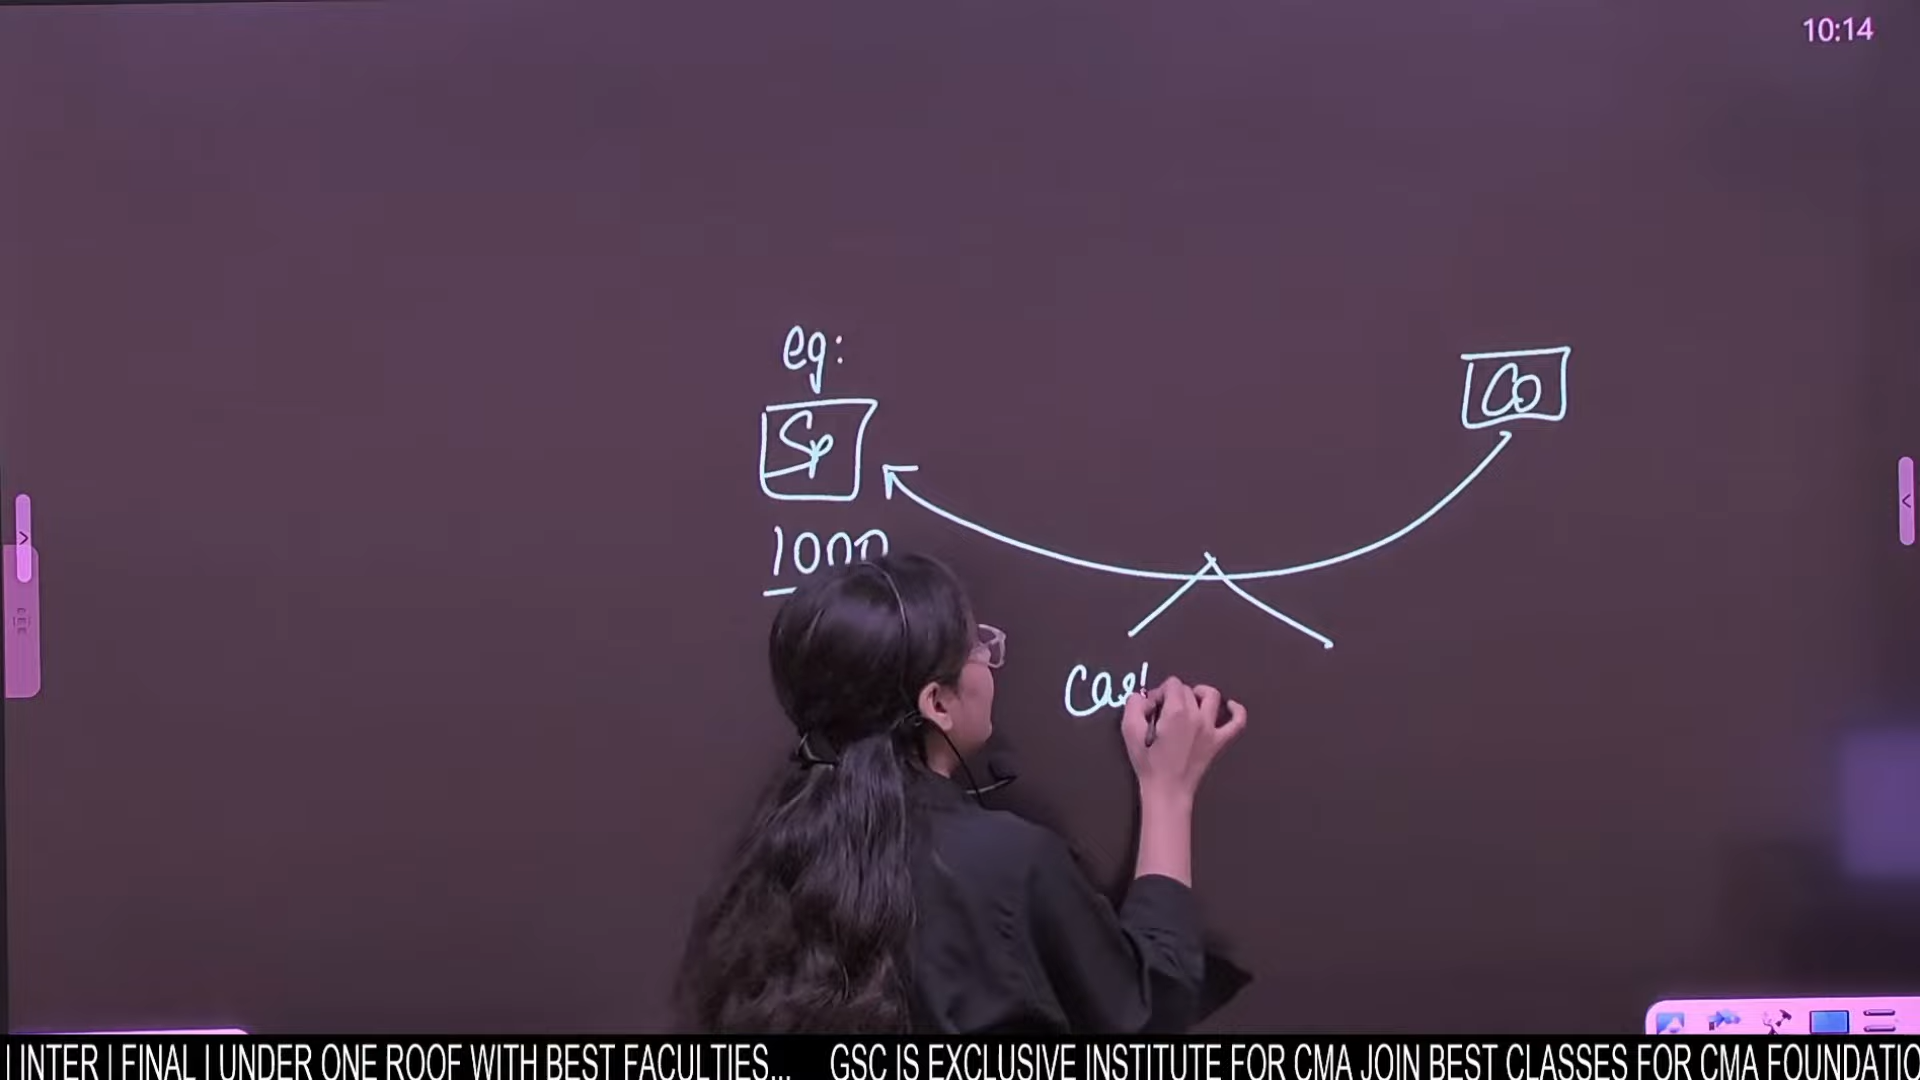 10:14
eg:
Sp
CO
1000
Cash
| INTER | FINAL | UNDER ONE ROOF WITH BEST FACULTIES... GSC IS EXCLUSIVE INSTITUTE FOR CMA JOIN BEST CLASSES FOR CMA FOUNDATIO